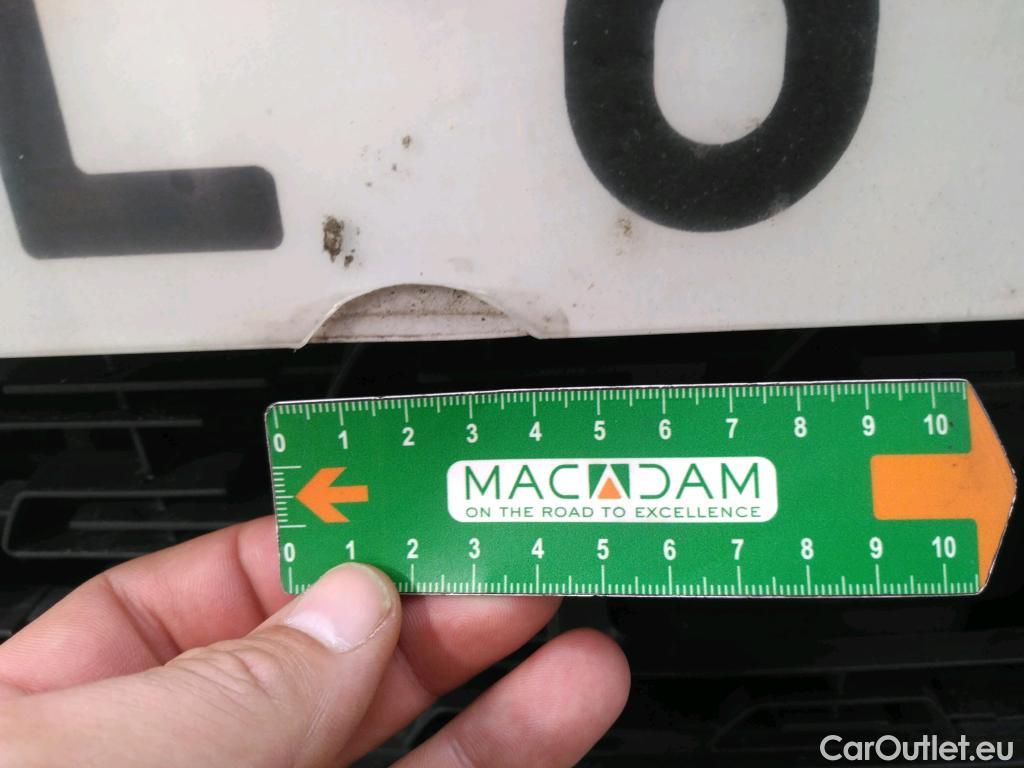 L 0
0 1 2 3 4 5 6 7 8 9 10
MACADAM
ON THE ROAD TO EXCELLENCE
0 1 2 3 4 5 6 7 8 9 10
CarOutlet.eu